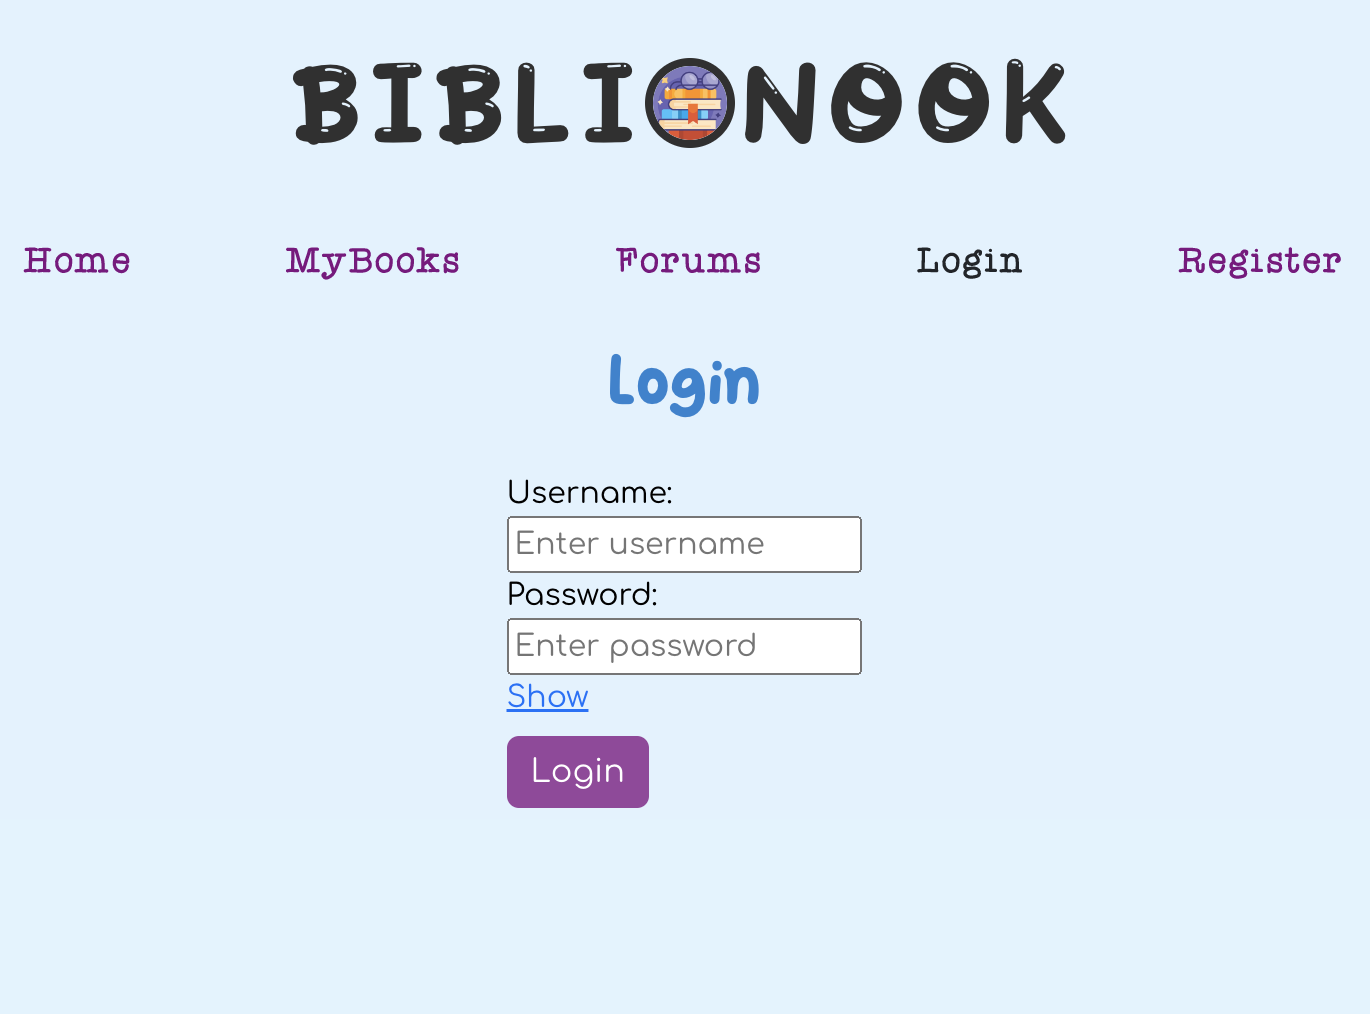 BIBLIONOOK
Home MyBooks Forums Login Register
Login
Username:
Enter username
Password:
Enter password
Show
Login